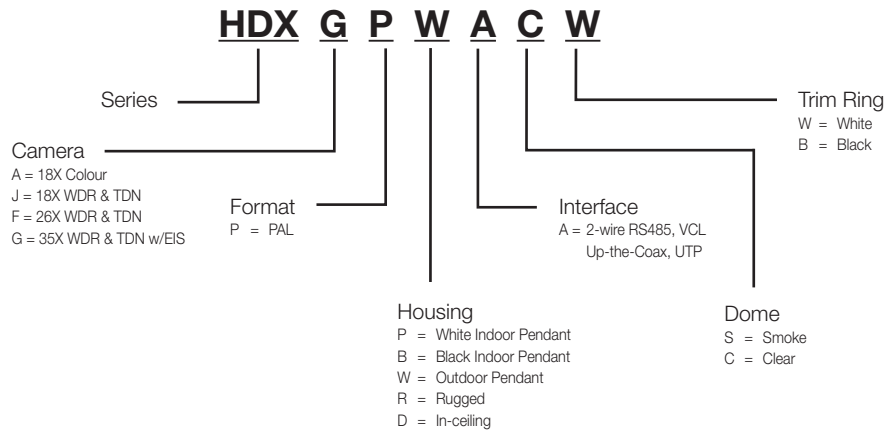 HDX G P W A C W
Series
Trim Ring
W = White
B = Black
Camera
A = 18X Colour
J = 18X WDR & TDN
F = 26X WDR & TDN
G = 35X WDR & TDN w/EIS
Format
P = PAL
Interface
A = 2-wire RS485, VCL
Up-the-Coax, UTP
Housing
P = White Indoor Pendant
B = Black Indoor Pendant
W = Outdoor Pendant
R = Rugged
D = In-ceiling
Dome
S = Smoke
C = Clear